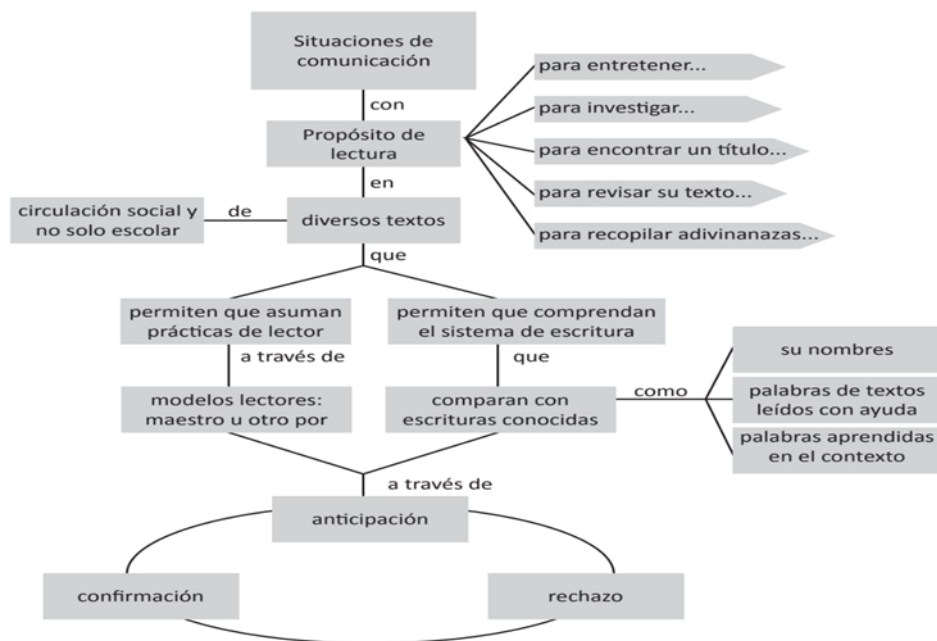 Situaciones de
comunicación
con
Propósito de
lectura
para entretener...
para investigar...
para encontrar un título...
para revisar su texto...
para recopilar adivinanazas...
en
circulación social y
no solo escolar
de
diversos textos
que
permiten que asuman
prácticas de lector
permiten que comprendan
el sistema de escritura
a través de
que
modelos lectores:
maestro u otro por
comparan con
escrituras conocidas
como
su nombres
palabras de textos
leídos con ayuda
palabras aprendidas
en el contexto
a través de
anticipación
confirmación
rechazo